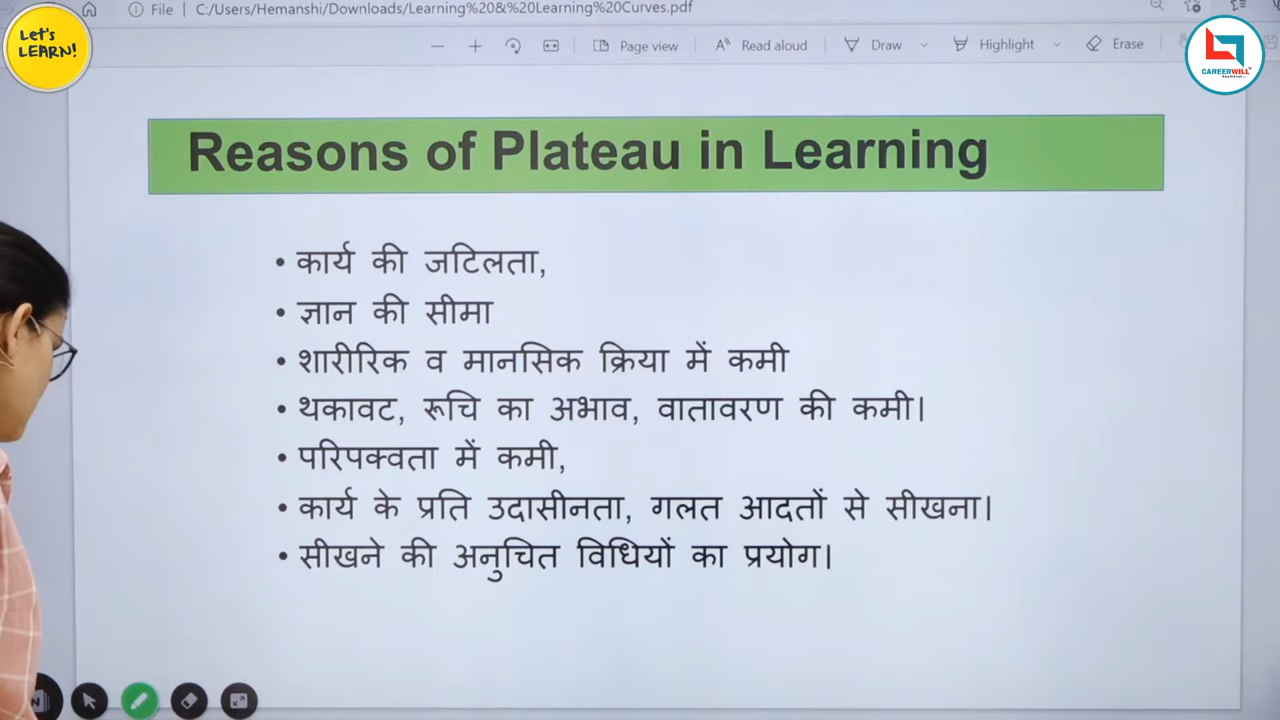 Let's
LEARN!
File | C:/Users/Hemanshi/Downloads/Learning%20&%20Learning%20Curves.pdf
Page view
Read aloud
Draw
Highlight
Erase
CAREERWILL
Reasons of Plateau in Learning
• कार्य की जटिलता,
• ज्ञान की सीमा
• शारीरिक व मानसिक क्रिया में कमी
• थकावट, रूचि का अभाव, वातावरण की कमी।
• परिपक्वता में कमी,
• कार्य के प्रति उदासीनता, गलत आदतों से सीखना।
• सीखने की अनुचित विधियों का प्रयोग।